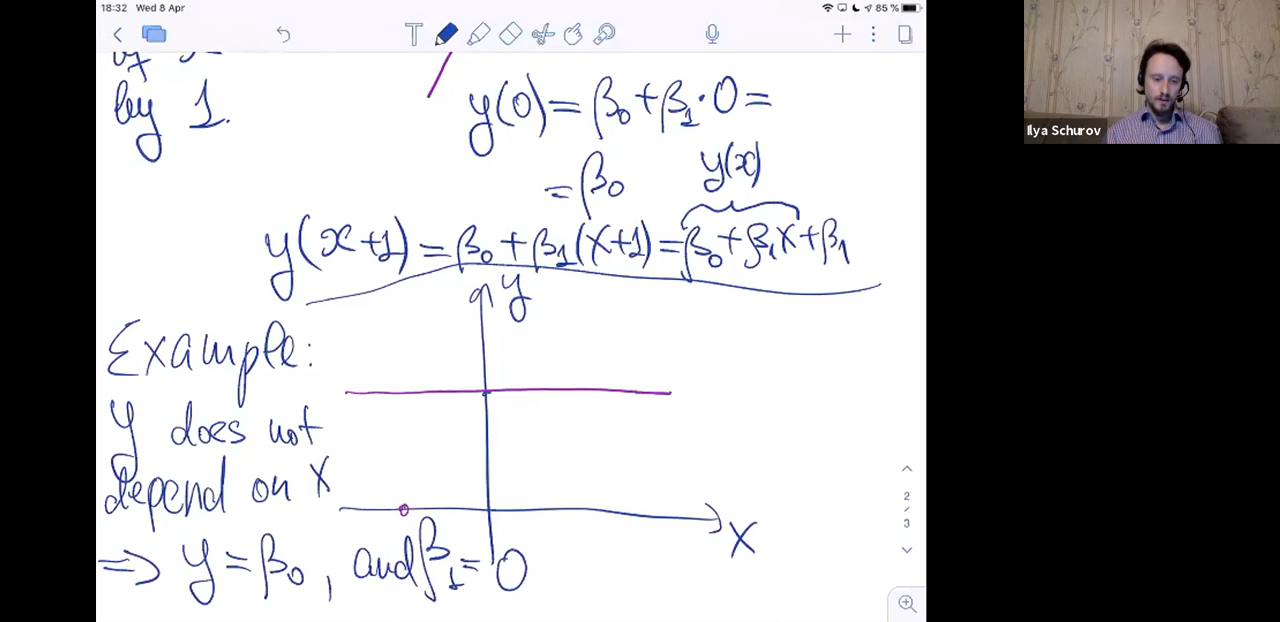 18:32 Wed 8 Apr
85 %
by 1.
y(0) = β₀ + β₁ · 0 =
= β₀
y(x)
y(x+1) = β₀ + β₁(x+1) = β₀ + β₁x + β₁
y
Example:
y does not
depend on x
x
⇒ y = β₀, and β₁ = 0
2
3
Ilya Schurov